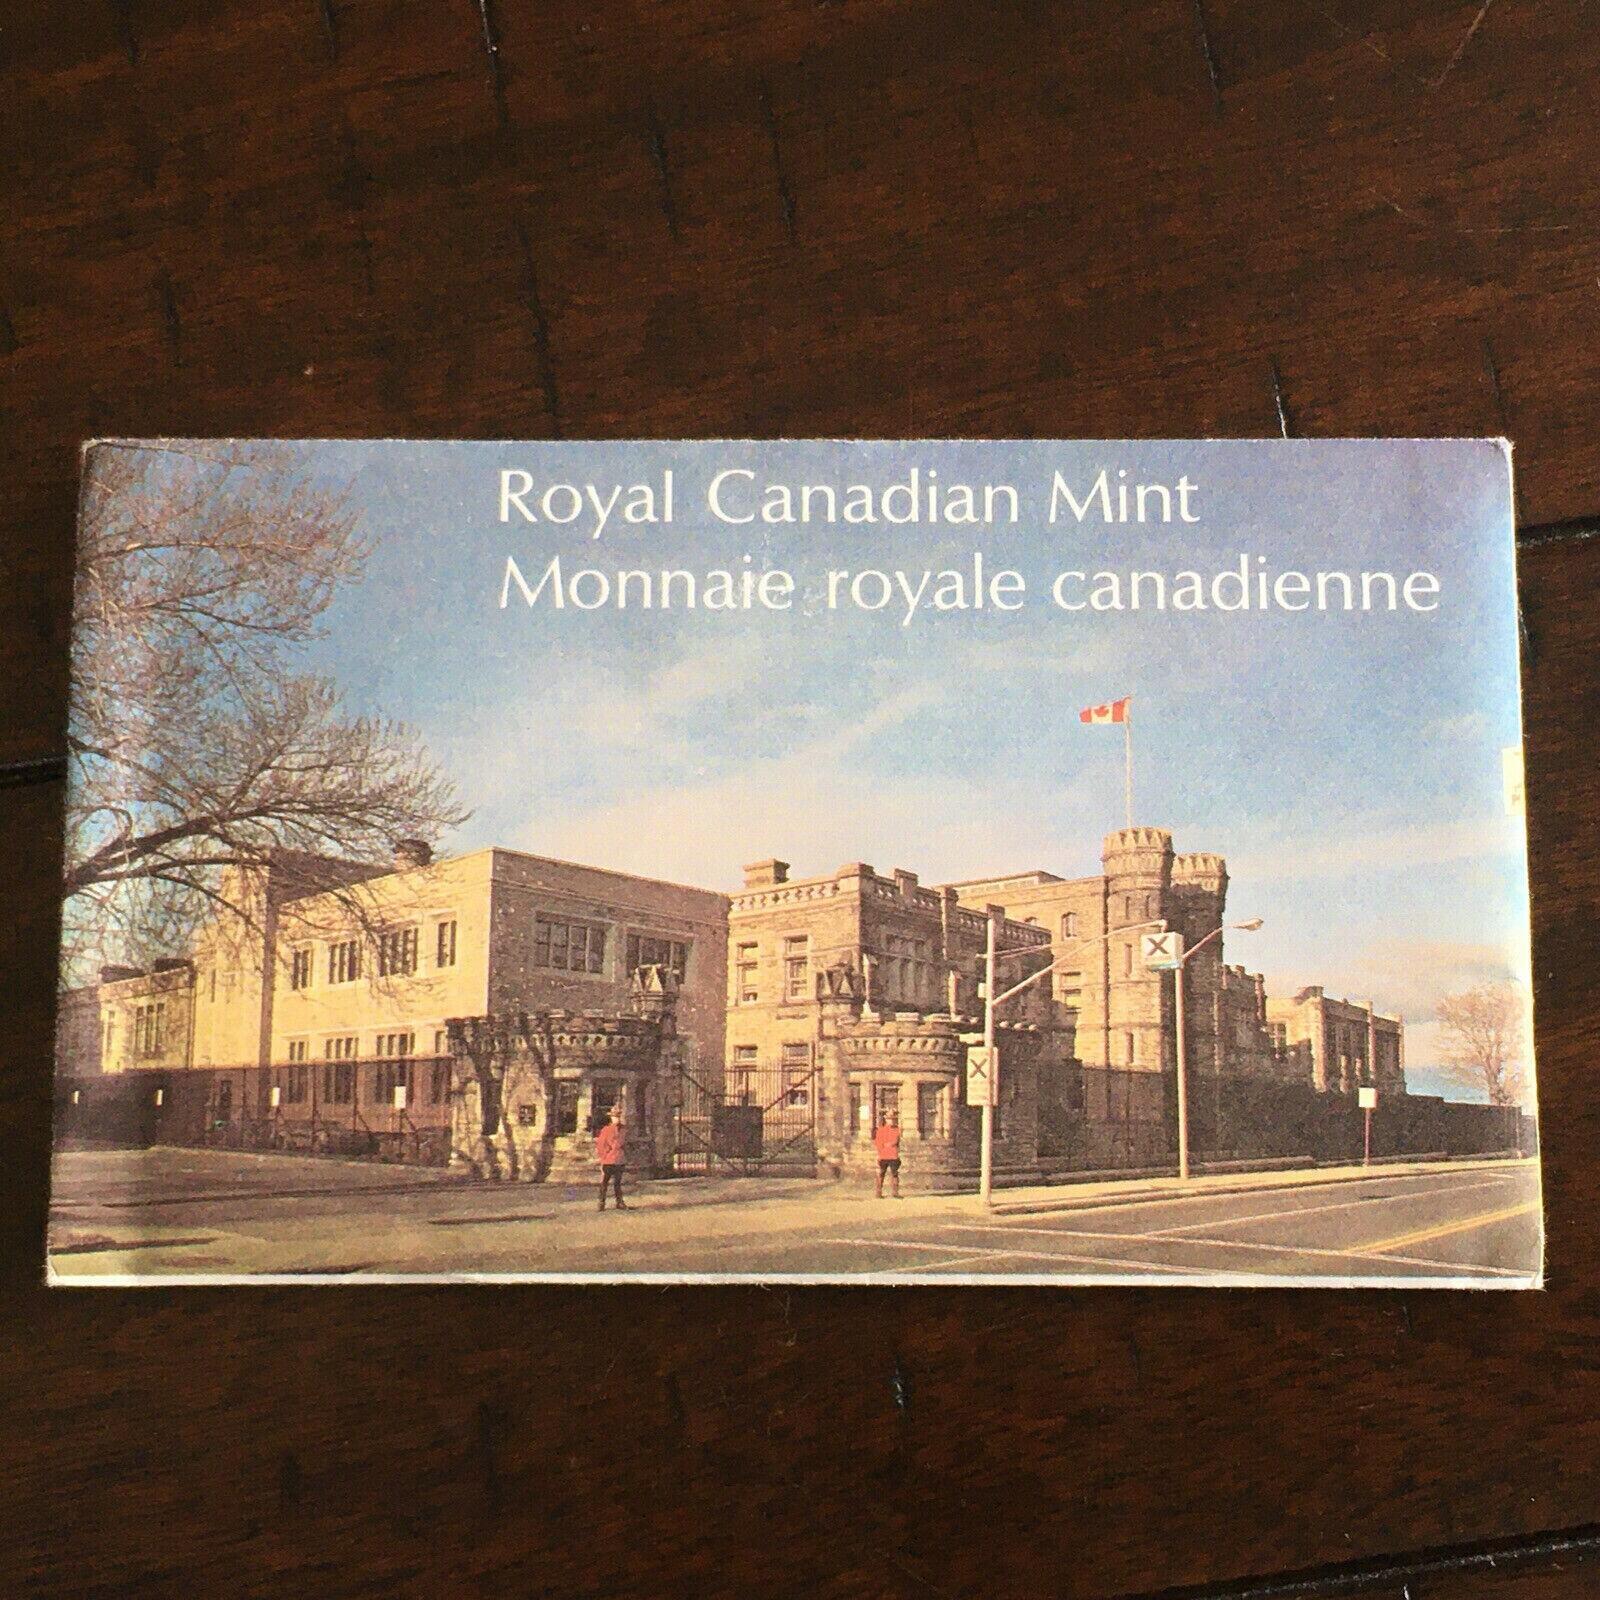 Royal Canadian Mint
Monnaie royale canadienne
X
X